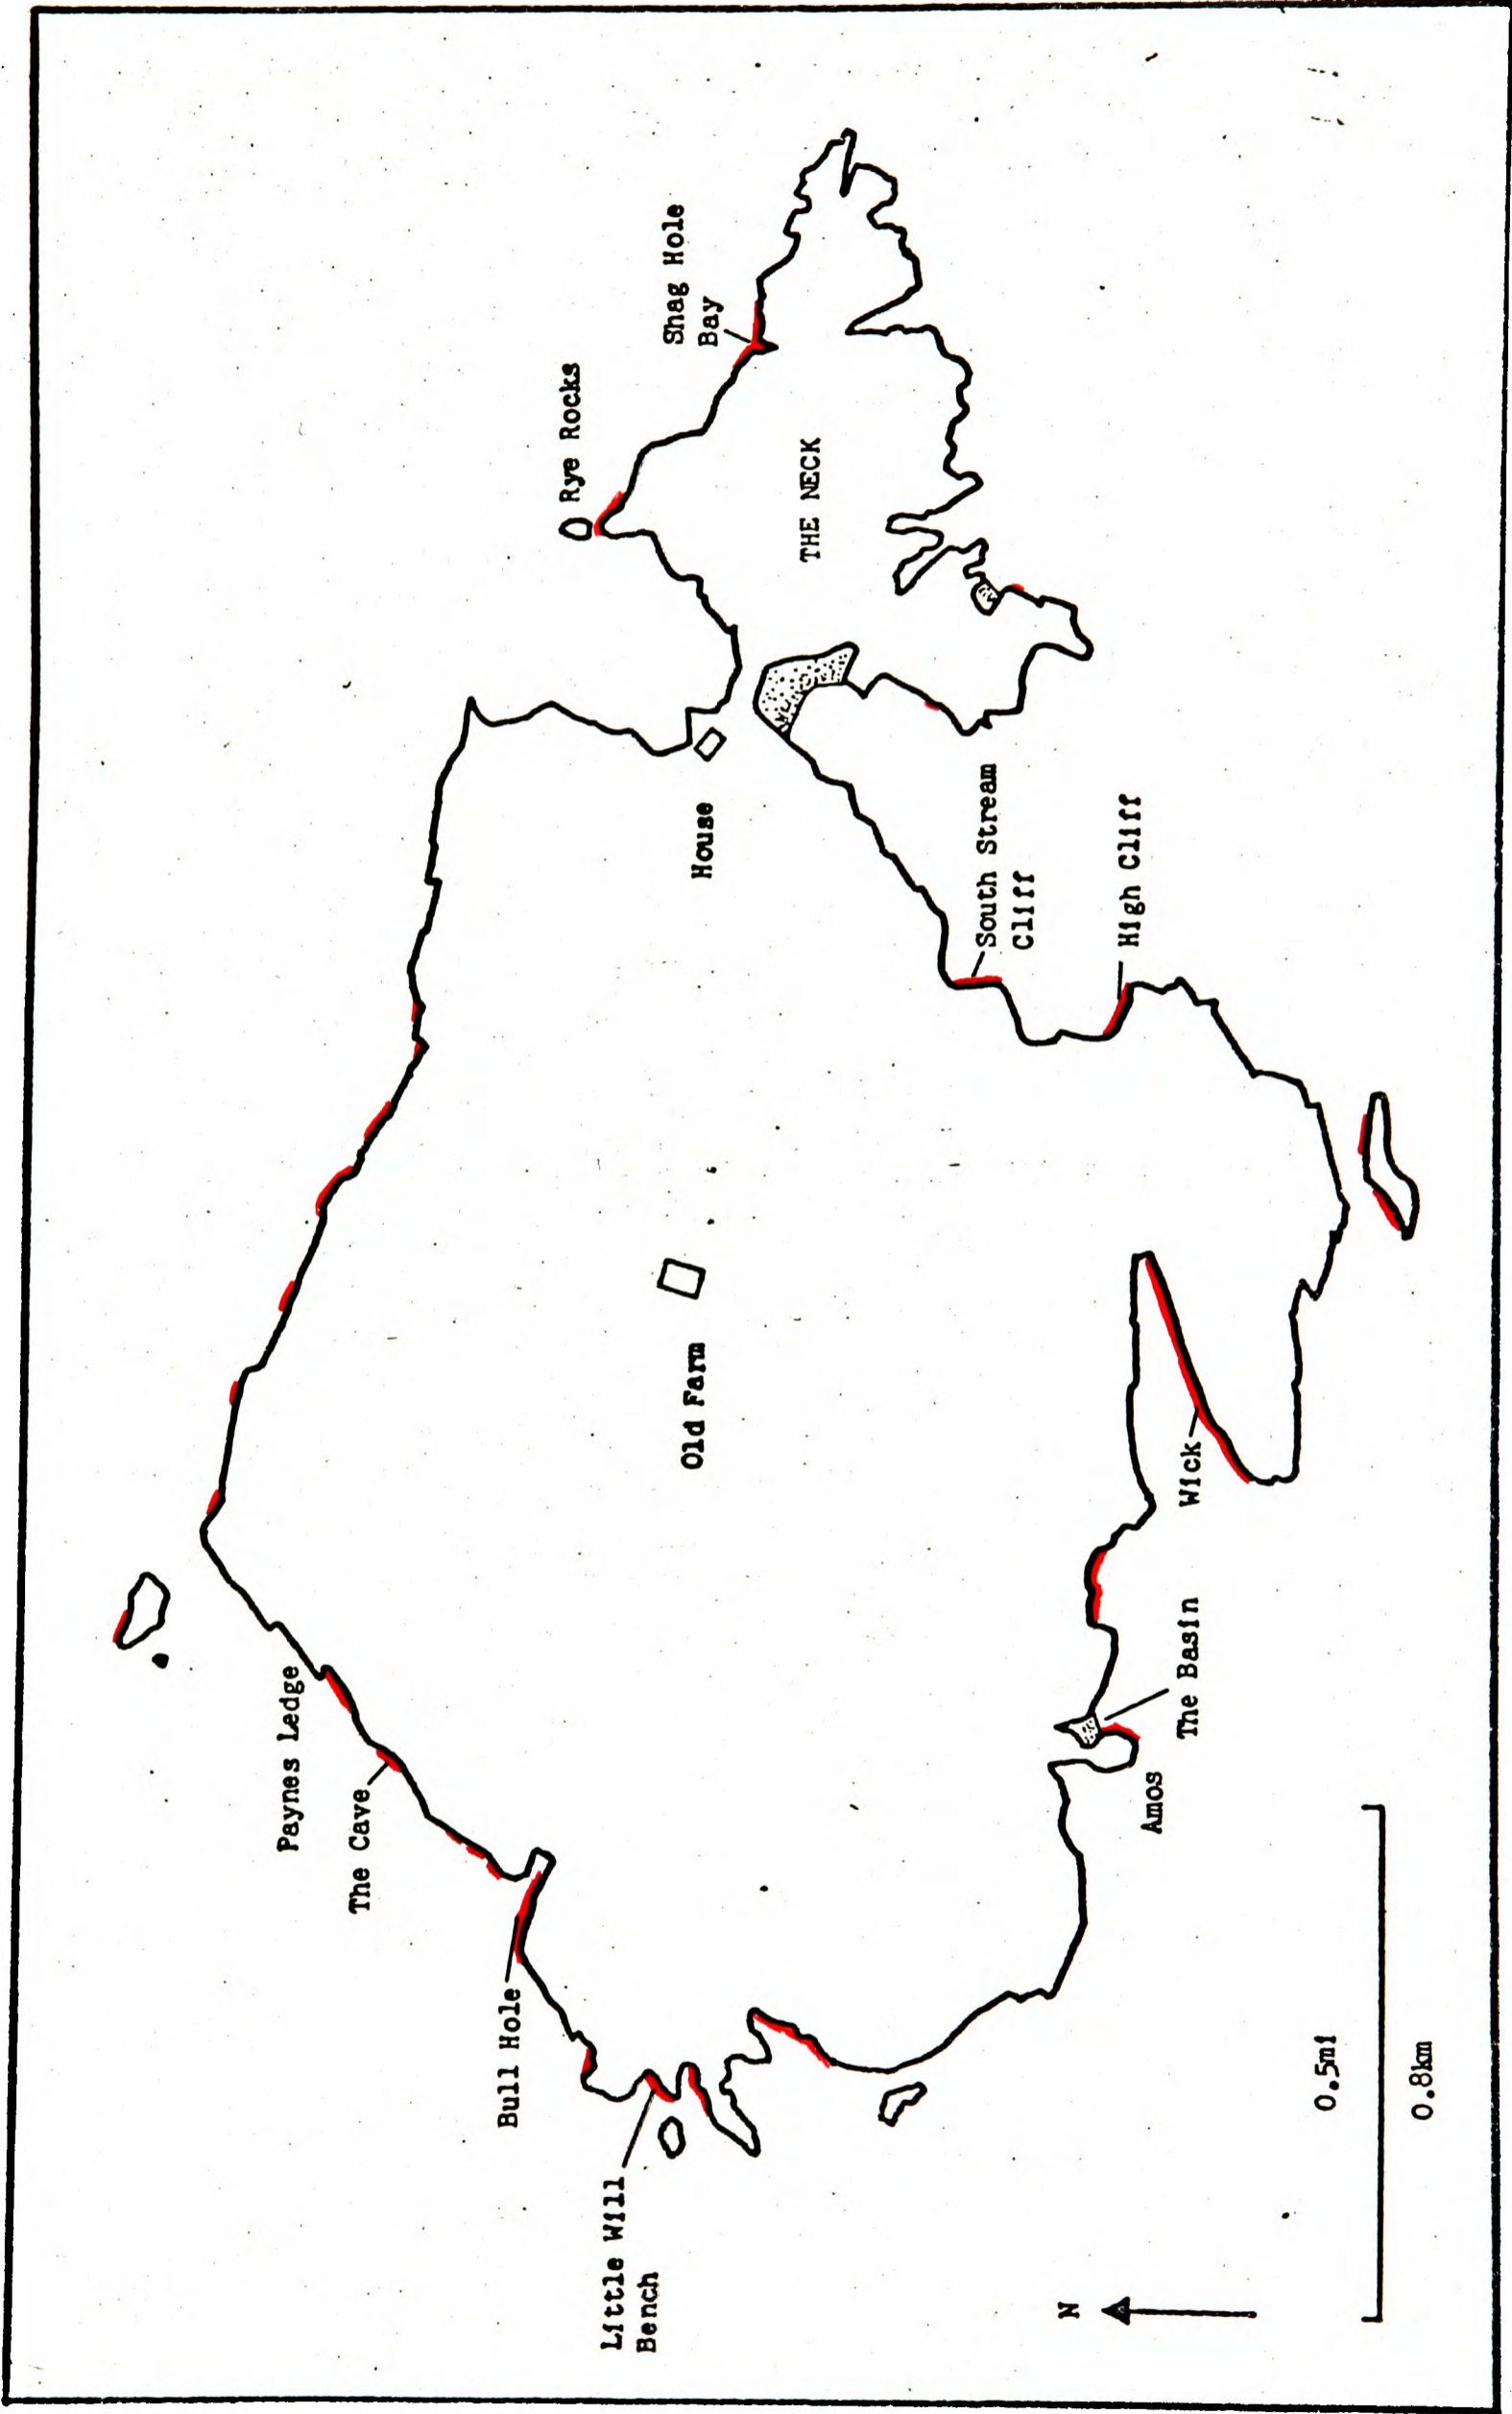 Paynes Ledge
The Cave
Bull Hole
Little Will
Bench
Old Farm
House
Rye Rocks
Shag Hole
Bay
THE NECK
South Stream
Cliff
High Cliff
Wick
The Basin
Amos
N
0.5mi
0.8km